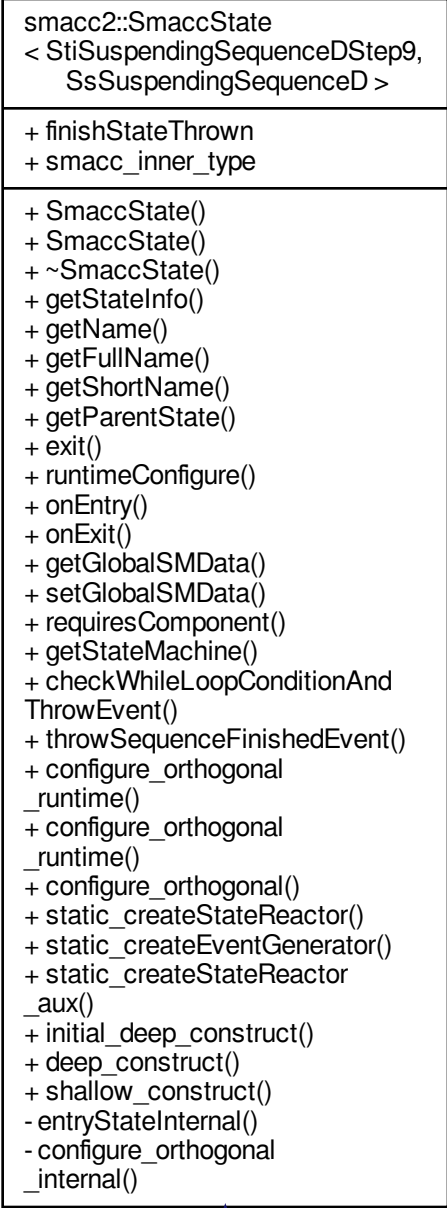 smacc2::SmaccState
< StiSuspendingSequenceDStep9,
SsSuspendingSequenceD >
+ finishStateThrown
+ smacc_inner_type
+ SmaccState()
+ SmaccState()
+ ~SmaccState()
+ getStateInfo()
+ getName()
+ getFullName()
+ getShortName()
+ getParentState()
+ exit()
+ runtimeConfigure()
+ onEntry()
+ onExit()
+ getGlobalSMData()
+ setGlobalSMData()
+ requiresComponent()
+ getStateMachine()
+ checkWhileLoopConditionAnd
ThrowEvent()
+ throwSequenceFinishedEvent()
+ configure_orthogonal
_runtime()
+ configure_orthogonal
_runtime()
+ configure_orthogonal()
+ static_createStateReactor()
+ static_createEventGenerator()
+ static_createStateReactor
_aux()
+ initial_deep_construct()
+ deep_construct()
+ shallow_construct()
- entryStateInternal()
- configure_orthogonal
_internal()